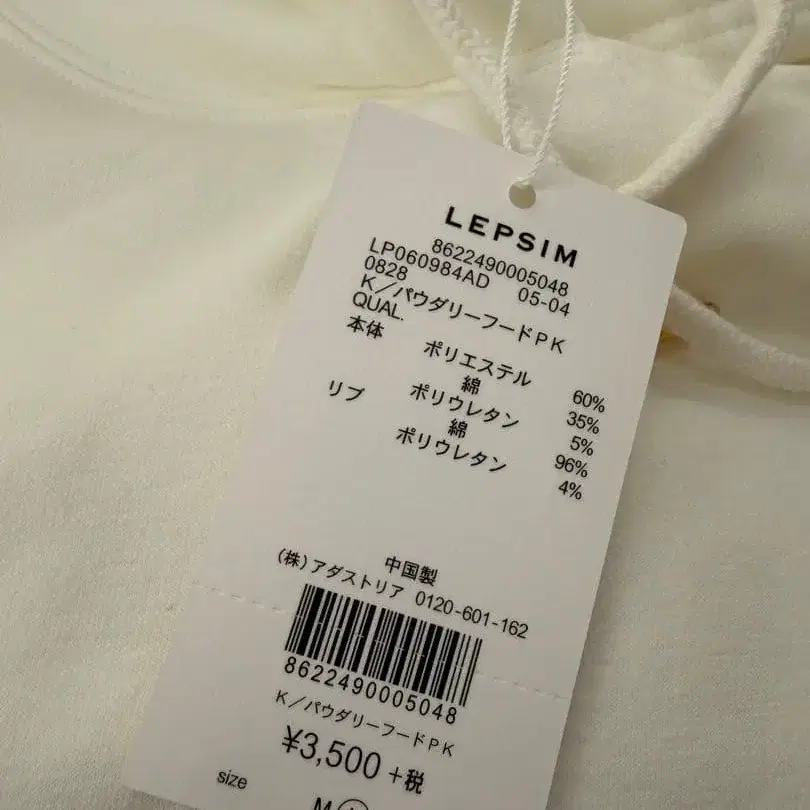 LEPSIM
8622490005048
LP060984AD 05-04
0828
K／パウダリーフードPK
QUAL.
本体 ポリエステル 60%
綿 35%
ポリウレタン 5%
リブ 綿 96%
ポリウレタン 4%
中国製
(株)アダストリア 0120-601-162
8622490005048
K／パウダリーフードPK
¥3,500 +税
size
M